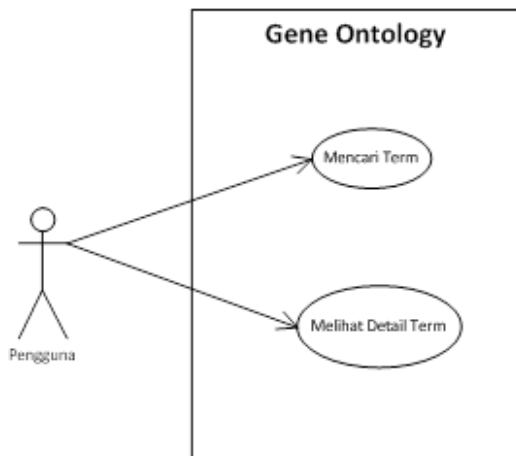 Gene Ontology
Mencari Term
Melihat Detail Term
Pengguna